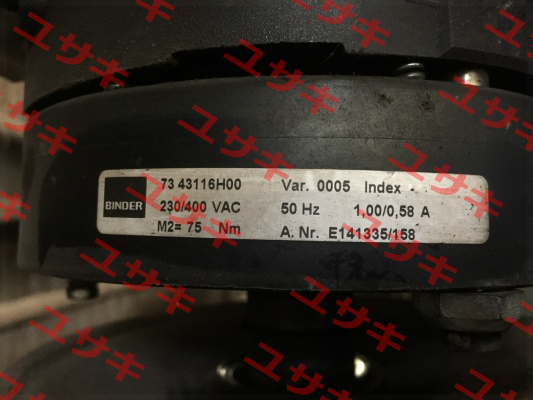 73 43116H00 Var. 0005 Index -
BINDER 230/400 VAC 50 Hz 1,00/0,58 A
M2= 75 Nm A. Nr. E141335/158
ユサキ